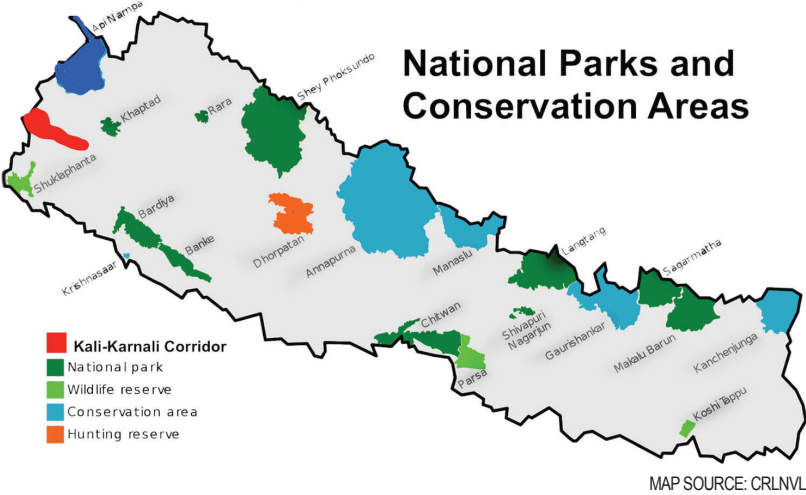 Api Nampa
National Parks and
Conservation Areas
Shey Phoksundo
Khaptad
Rara
Shuklaphanta
Bardiya
Banke
Krishnasaar
Dhorpatan
Annapurna
Manaslu
Langtang
Sagarmatha
Chitwan
Shivapuri
Nagarjun
Gaurishankar
Makalu Barun
Kanchenjunga
Parsa
Koshi Tappu
Kali-Karnali Corridor
National park
Wildlife reserve
Conservation area
Hunting reserve
MAP SOURCE: CRLNVL